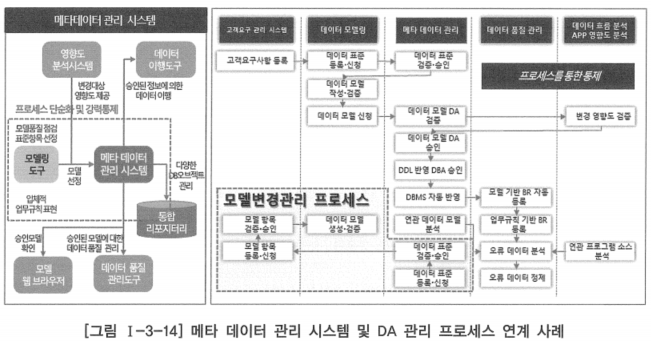 메타데이터 관리 시스템
영향도
분석시스템
데이터
이행도구
변경대상
영향도 제공
승인된 정보에 의한
데이터 이행
프로세스 단순화 및 강력통제
모델품질 점검
표준항목 선정
모델링
도구
모델
선정
메타 데이터
관리 시스템
다양한
DB오브젝트
관리
입체적
업무규칙 표현
통합
리포지터리
승인모델
확인
승인된 모델에 대한
데이터 품질 관리
모델
웹 브라우저
데이터 품질
관리도구
고객요구 관리 시스템
데이터 모델링
메타 데이터 관리
데이터 품질 관리
데이터 흐름 분석
APP 영향도 분석
고객요구사항 등록
데이터 표준
등록·신청
데이터 표준
검증·승인
프로세스를 통한 통제
데이터 모델
작성·검증
데이터 모델 신청
데이터 모델 DA
검증
변경 영향도 검증
데이터 모델 DA
승인
DDL 반영 DBA 승인
모델변경관리 프로세스
DBMS 자동 반영
모델 기반 BR 자동
등록
모델 항목
검증·승인
데이터 모델
생성·검증
연관 데이터 모델
분석
업무규칙 기반 BR
등록
모델 항목
등록·신청
데이터 표준
검증·승인
오류 데이터 분석
연관 프로그램 소스
분석
데이터 표준
등록·신청
오류 데이터 정제
[그림 Ⅰ-3-14] 메타 데이터 관리 시스템 및 DA 관리 프로세스 연계 사례